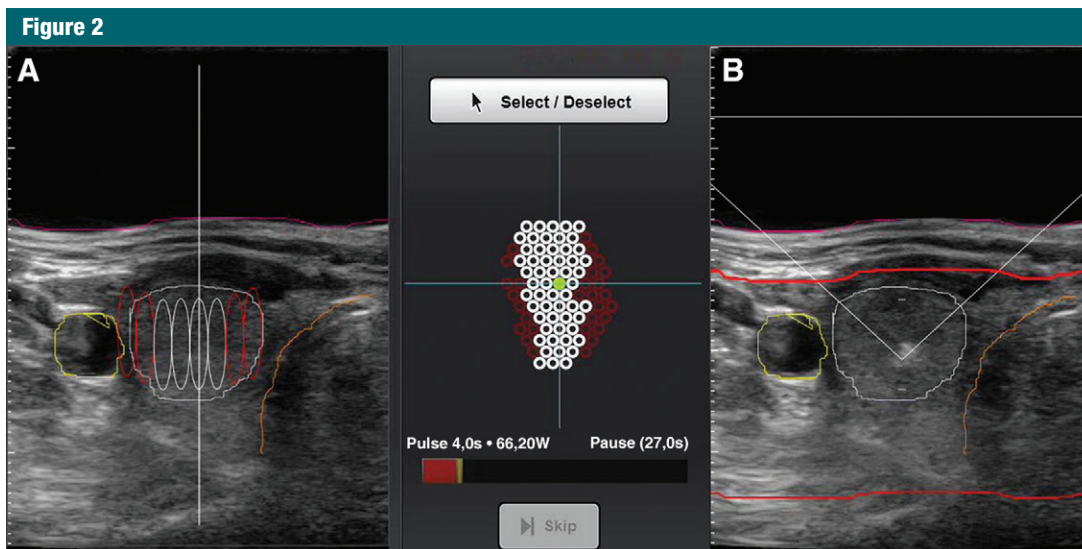 Figure 2
A
Select / Deselect
Pulse 4,0s • 66,20W
Pause (27,0s)
Skip
B